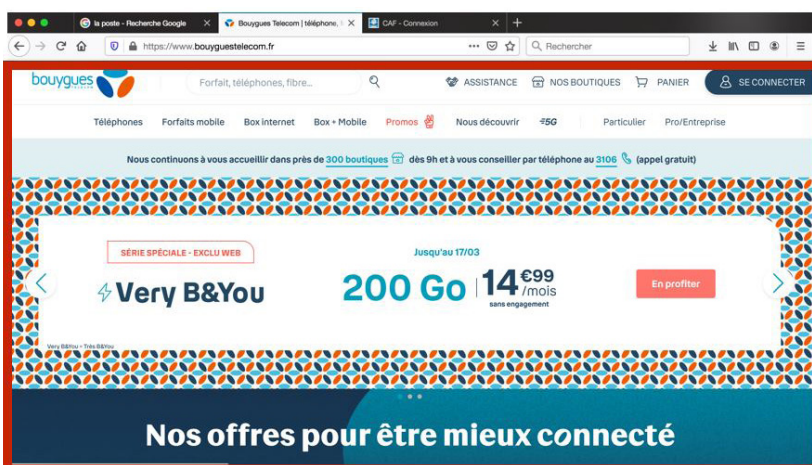 la poste - Recherche Google
Bouygues Telecom | téléphone,
CAF - Connexion
https://www.bouyguestelecom.fr
Rechercher
bouygues
TELECOM
Forfait, téléphones, fibre...
ASSISTANCE
NOS BOUTIQUES
PANIER
SE CONNECTER
Téléphones
Forfaits mobile
Box internet
Box + Mobile
Promos
Nous découvrir
5G
Particulier
Pro/Entreprise
Nous continuons à vous accueillir dans près de 300 boutiques dès 9h et à vous conseiller par téléphone au 3106 (appel gratuit)
SÉRIE SPÉCIALE - EXCLU WEB
Very B&You
Jusqu'au 17/03
200 Go 14€99
/mois
sans engagement
En profiter
Very B&You = Très B&You
Nos offres pour être mieux connecté